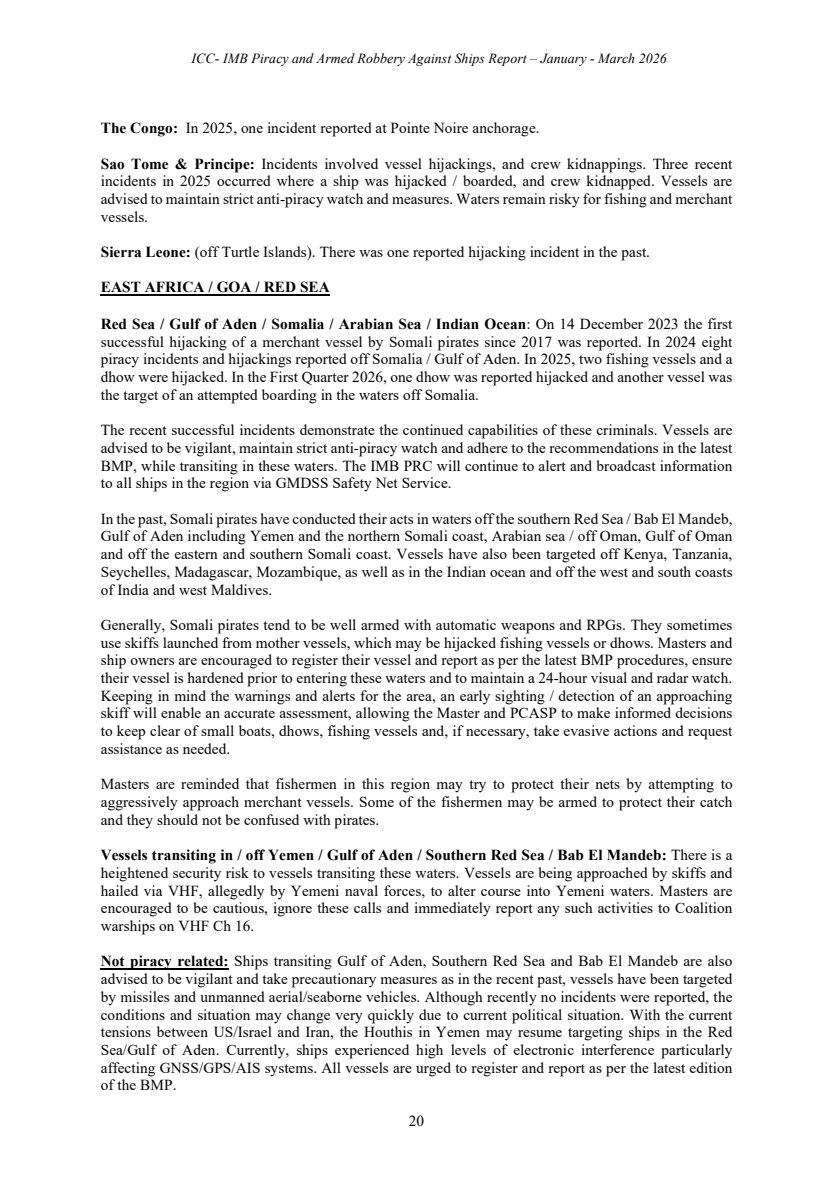 ICC- IMB Piracy and Armed Robbery Against Ships Report – January - March 2026
The Congo: In 2025, one incident reported at Pointe Noire anchorage.
Sao Tome & Principe: Incidents involved vessel hijackings, and crew kidnappings. Three recent
incidents in 2025 occurred where a ship was hijacked / boarded, and crew kidnapped. Vessels are
advised to maintain strict anti-piracy watch and measures. Waters remain risky for fishing and merchant
vessels.
Sierra Leone: (off Turtle Islands). There was one reported hijacking incident in the past.
EAST AFRICA / GOA / RED SEA
Red Sea / Gulf of Aden / Somalia / Arabian Sea / Indian Ocean: On 14 December 2023 the first
successful hijacking of a merchant vessel by Somali pirates since 2017 was reported. In 2024 eight
piracy incidents and hijackings reported off Somalia / Gulf of Aden. In 2025, two fishing vessels and a
dhow were hijacked. In the First Quarter 2026, one dhow was reported hijacked and another vessel was
the target of an attempted boarding in the waters off Somalia.
The recent successful incidents demonstrate the continued capabilities of these criminals. Vessels are
advised to be vigilant, maintain strict anti-piracy watch and adhere to the recommendations in the latest
BMP, while transiting in these waters. The IMB PRC will continue to alert and broadcast information
to all ships in the region via GMDSS Safety Net Service.
In the past, Somali pirates have conducted their acts in waters off the southern Red Sea / Bab El Mandeb,
Gulf of Aden including Yemen and the northern Somali coast, Arabian sea / off Oman, Gulf of Oman
and off the eastern and southern Somali coast. Vessels have also been targeted off Kenya, Tanzania,
Seychelles, Madagascar, Mozambique, as well as in the Indian ocean and off the west and south coasts
of India and west Maldives.
Generally, Somali pirates tend to be well armed with automatic weapons and RPGs. They sometimes
use skiffs launched from mother vessels, which may be hijacked fishing vessels or dhows. Masters and
ship owners are encouraged to register their vessel and report as per the latest BMP procedures, ensure
their vessel is hardened prior to entering these waters and to maintain a 24-hour visual and radar watch.
Keeping in mind the warnings and alerts for the area, an early sighting / detection of an approaching
skiff will enable an accurate assessment, allowing the Master and PCASP to make informed decisions
to keep clear of small boats, dhows, fishing vessels and, if necessary, take evasive actions and request
assistance as needed.
Masters are reminded that fishermen in this region may try to protect their nets by attempting to
aggressively approach merchant vessels. Some of the fishermen may be armed to protect their catch
and they should not be confused with pirates.
Vessels transiting in / off Yemen / Gulf of Aden / Southern Red Sea / Bab El Mandeb: There is a
heightened security risk to vessels transiting these waters. Vessels are being approached by skiffs and
hailed via VHF, allegedly by Yemeni naval forces, to alter course into Yemeni waters. Masters are
encouraged to be cautious, ignore these calls and immediately report any such activities to Coalition
warships on VHF Ch 16.
Not piracy related: Ships transiting Gulf of Aden, Southern Red Sea and Bab El Mandeb are also
advised to be vigilant and take precautionary measures as in the recent past, vessels have been targeted
by missiles and unmanned aerial/seaborne vehicles. Although recently no incidents were reported, the
conditions and situation may change very quickly due to current political situation. With the current
tensions between US/Israel and Iran, the Houthis in Yemen may resume targeting ships in the Red
Sea/Gulf of Aden. Currently, ships experienced high levels of electronic interference particularly
affecting GNSS/GPS/AIS systems. All vessels are urged to register and report as per the latest edition
of the BMP.
20